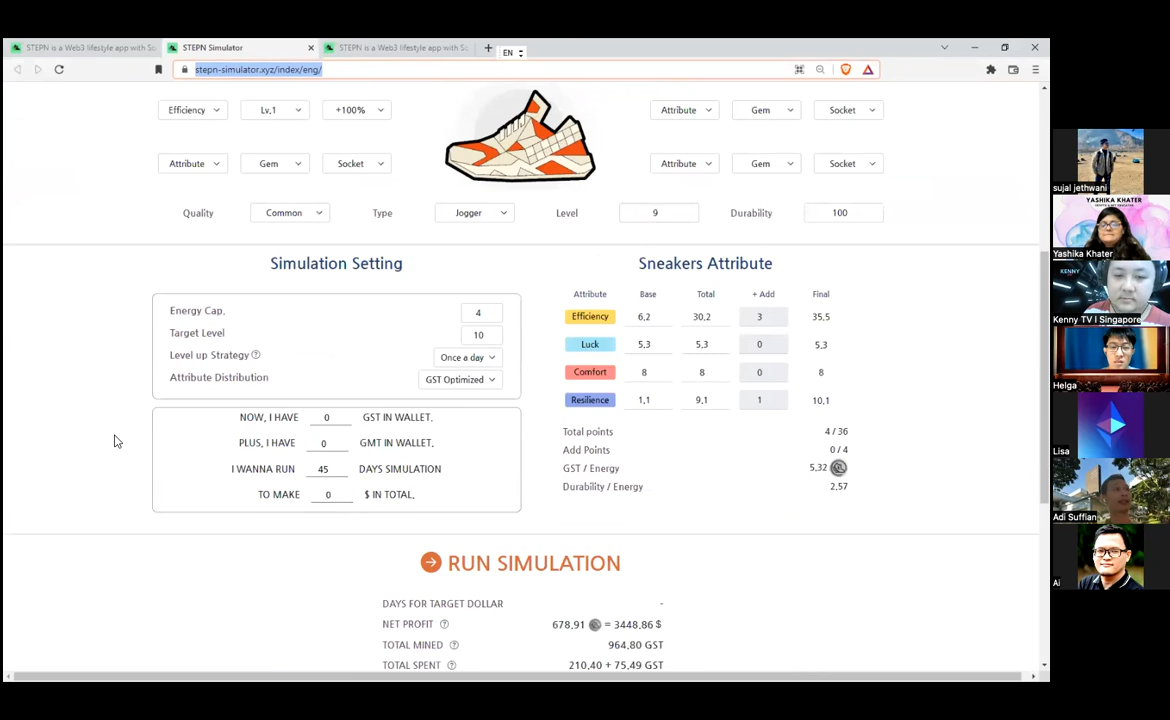 STEPN is a Web3 lifestyle app with So
STEPN Simulator
STEPN is a Web3 lifestyle app with So
EN
stepn-simulator.xyz/index/eng/
Efficiency Lv.1 +100%
Attribute Gem Socket
Attribute Gem Socket
Attribute Gem Socket
Quality Common Type Jogger Level 9 Durability 100
Simulation Setting
Energy Cap. 4
Target Level 10
Level up Strategy ? Once a day
Attribute Distribution GST Optimized
NOW, I HAVE 0 GST IN WALLET.
PLUS, I HAVE 0 GMT IN WALLET.
I WANNA RUN 45 DAYS SIMULATION
TO MAKE 0 $ IN TOTAL.
Sneakers Attribute
Attribute Base Total + Add Final
Efficiency 6.2 30.2 3 35.5
Luck 5.3 5.3 0 5.3
Comfort 8 8 0 8
Resilience 1.1 9.1 1 10.1
Total points 4 / 36
Add Points 0 / 4
GST / Energy 5.32
Durability / Energy 2.57
RUN SIMULATION
DAYS FOR TARGET DOLLAR -
NET PROFIT ? 678.91 = 3448.86 $
TOTAL MINED ? 964.80 GST
TOTAL SPENT ? 210.40 + 75.49 GST
sujal jethwani
YASHIKA KHATER
Yashika Khater
KENNY
Kenny TV | Singapore
Helga
Lisa
Adi Suffian
Ai